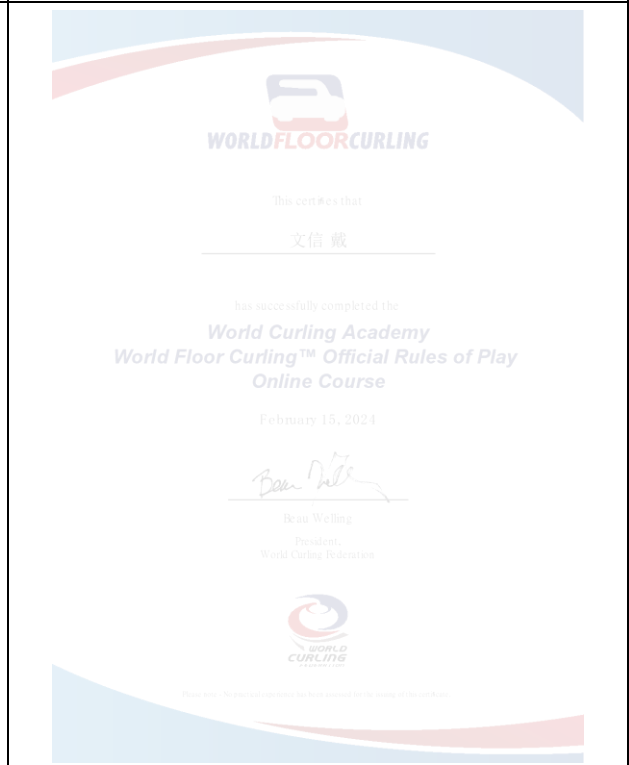 WORLDFLOORCURLING
This certifies that
文信 戴
has successfully completed the
World Curling Academy
World Floor Curling™ Official Rules of Play
Online Course
February 15, 2024
Beau Welling
President,
World Curling Federation
WORLD
CURLING
FEDERATION